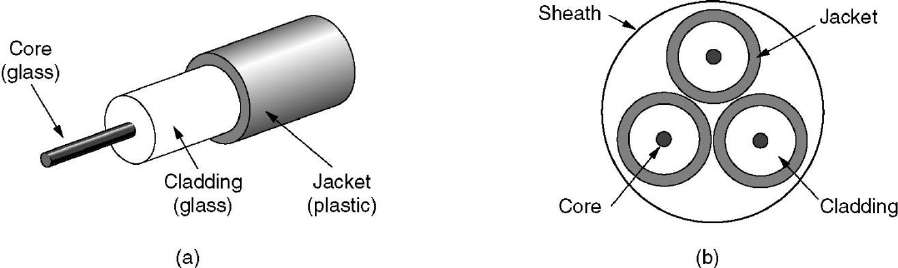 Core
(glass)
Cladding
(glass)
Jacket
(plastic)
(a)
Sheath
Jacket
Core
Cladding
(b)